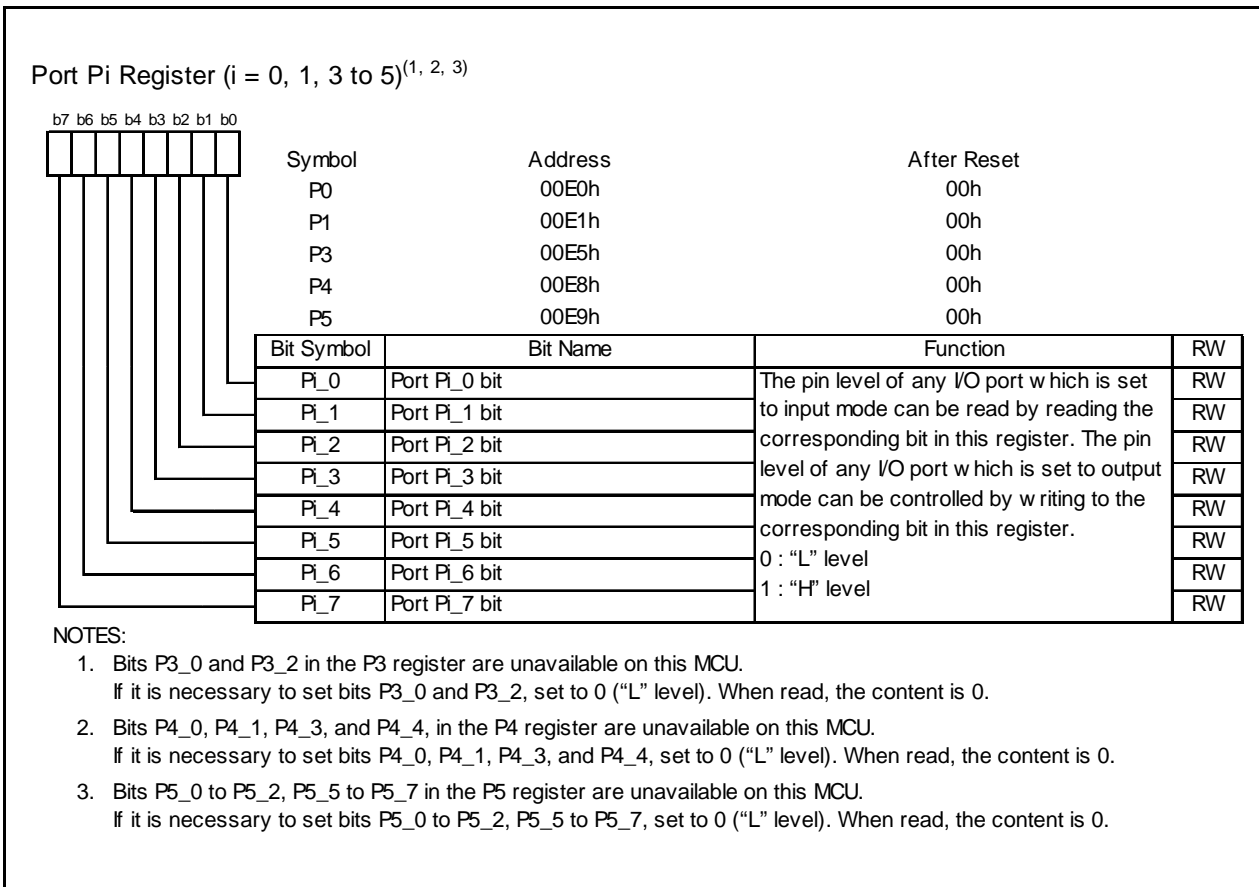 Port Pi Register (i = 0, 1, 3 to 5)(1, 2, 3)
b7 b6 b5 b4 b3 b2 b1 b0
Symbol Address After Reset
P0 00E0h 00h
P1 00E1h 00h
P3 00E5h 00h
P4 00E8h 00h
P5 00E9h 00h
Bit Symbol Bit Name Function RW
Pi_0 Port Pi_0 bit The pin level of any I/O port which is set RW
Pi_1 Port Pi_1 bit to input mode can be read by reading the RW
Pi_2 Port Pi_2 bit corresponding bit in this register. The pin RW
Pi_3 Port Pi_3 bit level of any I/O port which is set to output RW
Pi_4 Port Pi_4 bit mode can be controlled by writing to the RW
Pi_5 Port Pi_5 bit corresponding bit in this register. RW
Pi_6 Port Pi_6 bit 0 : “L” level RW
Pi_7 Port Pi_7 bit 1 : “H” level RW
NOTES:
1. Bits P3_0 and P3_2 in the P3 register are unavailable on this MCU.
If it is necessary to set bits P3_0 and P3_2, set to 0 (“L” level). When read, the content is 0.
2. Bits P4_0, P4_1, P4_3, and P4_4, in the P4 register are unavailable on this MCU.
If it is necessary to set bits P4_0, P4_1, P4_3, and P4_4, set to 0 (“L” level). When read, the content is 0.
3. Bits P5_0 to P5_2, P5_5 to P5_7 in the P5 register are unavailable on this MCU.
If it is necessary to set bits P5_0 to P5_2, P5_5 to P5_7, set to 0 (“L” level). When read, the content is 0.